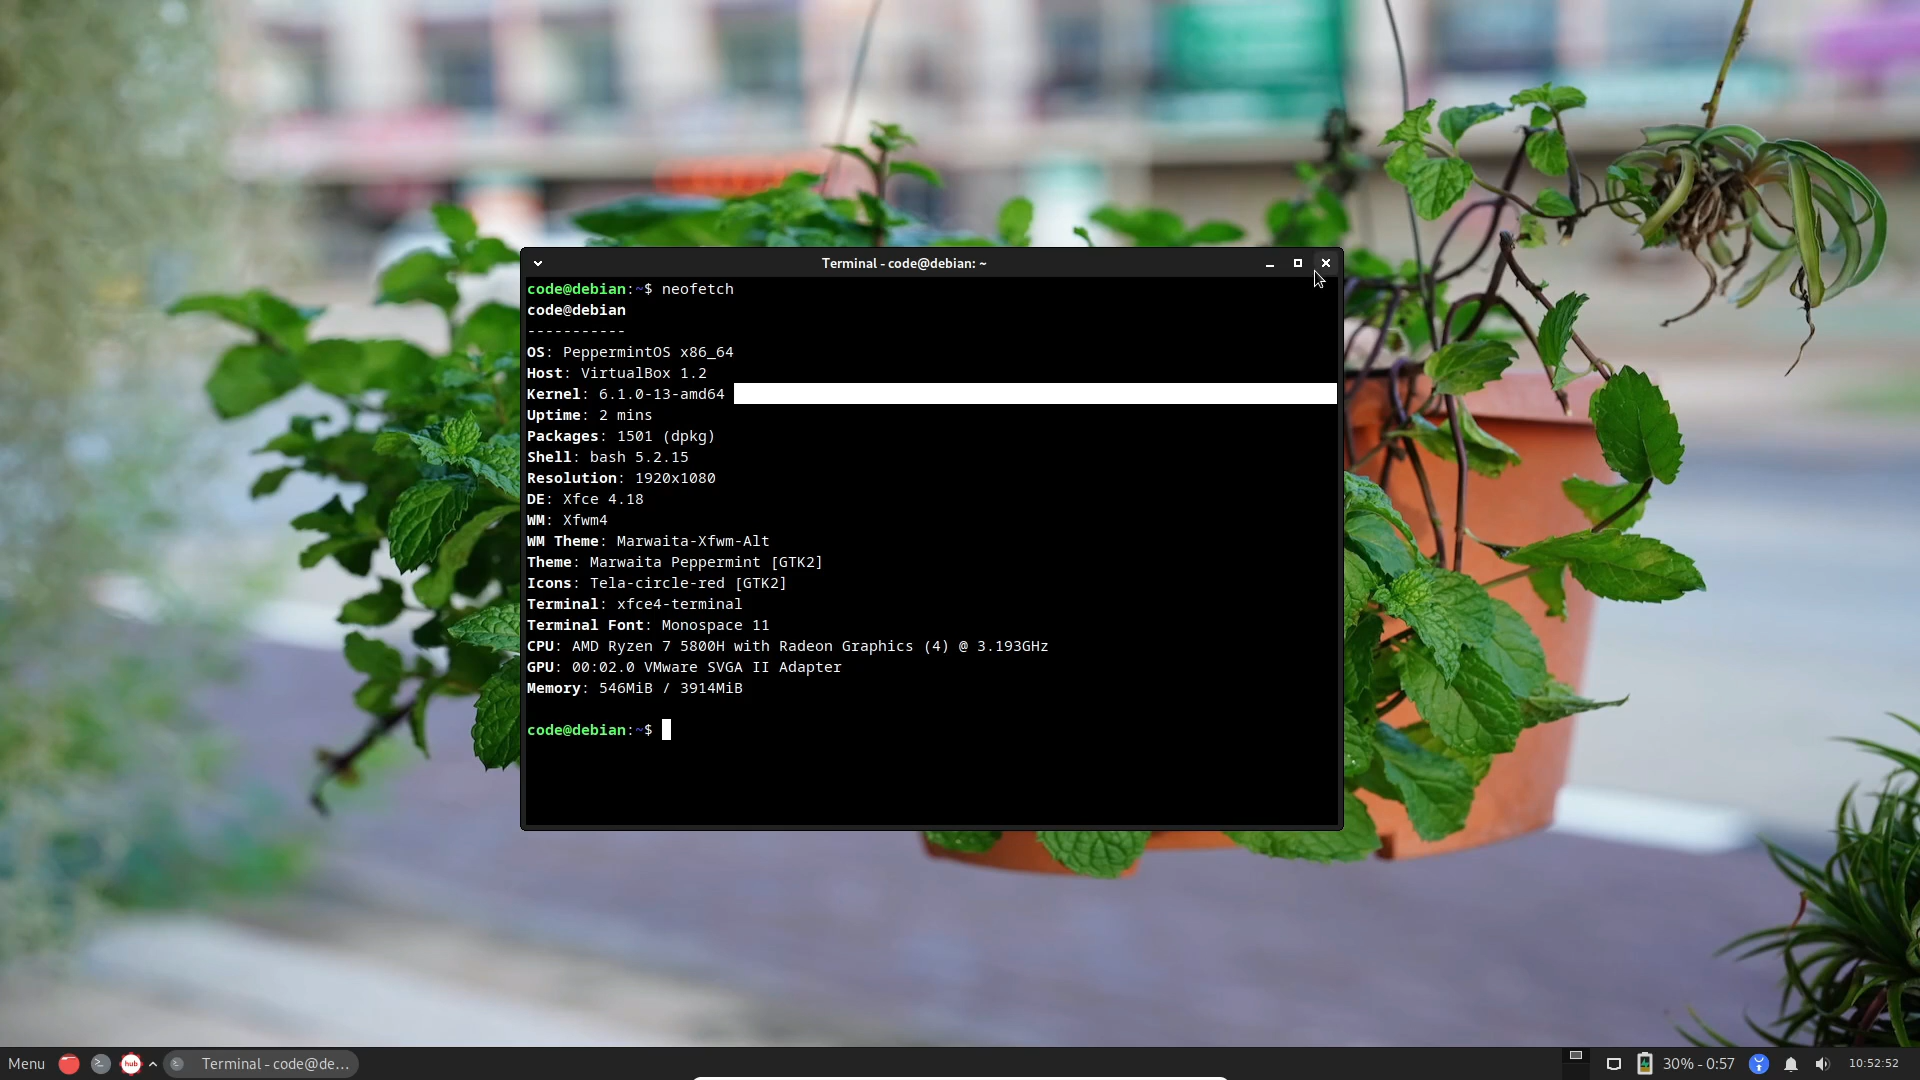 Terminal - code@debian: ~
code@debian:~$ neofetch
code@debian
-----------
OS: PeppermintOS x86_64
Host: VirtualBox 1.2
Kernel: 6.1.0-13-amd64
Uptime: 2 mins
Packages: 1501 (dpkg)
Shell: bash 5.2.15
Resolution: 1920x1080
DE: Xfce 4.18
WM: Xfwm4
WM Theme: Marwaita-Xfwm-Alt
Theme: Marwaita Peppermint [GTK2]
Icons: Tela-circle-red [GTK2]
Terminal: xfce4-terminal
Terminal Font: Monospace 11
CPU: AMD Ryzen 7 5800H with Radeon Graphics (4) @ 3.193GHz
GPU: 00:02.0 VMware SVGA II Adapter
Memory: 546MiB / 3914MiB
code@debian:~$
Menu hub Terminal - code@de... 30% - 0:57 10:52:52